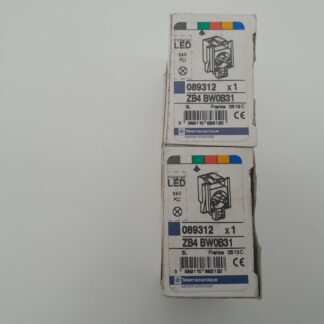 LED
24V
089312 x1
ZB4 BW0B31
France
Telemecanique
LED
24V
089312 x1
ZB4 BW0B31
France
Telemecanique